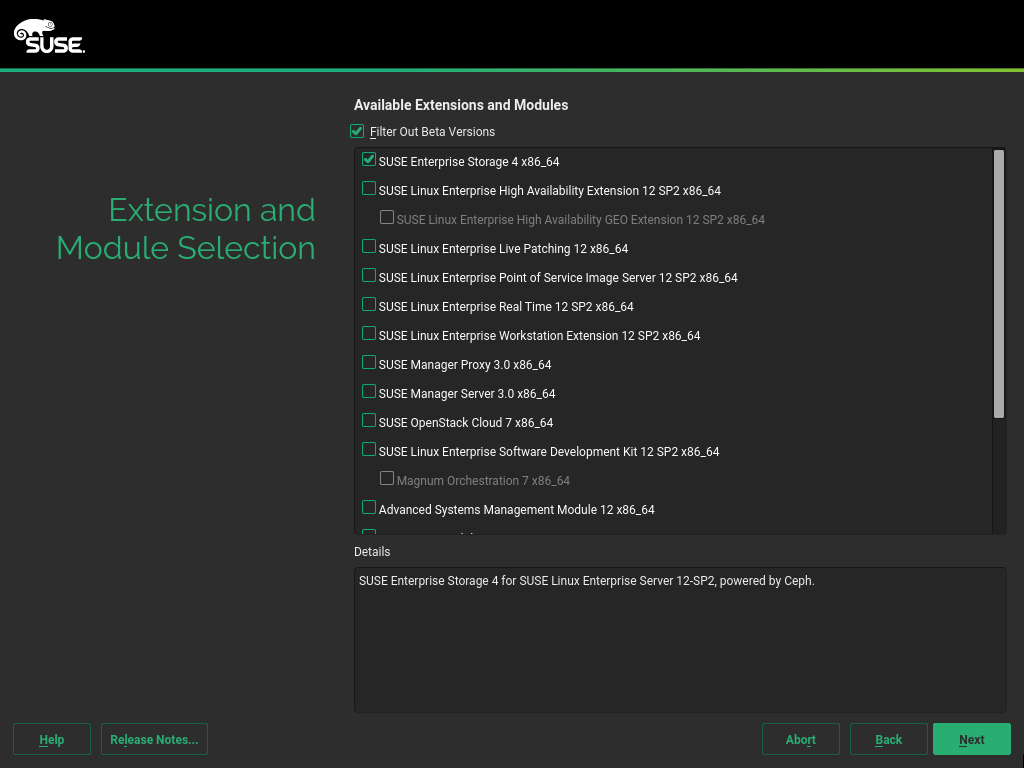 SUSE
Available Extensions and Modules
Filter Out Beta Versions
Extension and
Module Selection
SUSE Enterprise Storage 4 x86_64
SUSE Linux Enterprise High Availability Extension 12 SP2 x86_64
SUSE Linux Enterprise High Availability GEO Extension 12 SP2 x86_64
SUSE Linux Enterprise Live Patching 12 x86_64
SUSE Linux Enterprise Point of Service Image Server 12 SP2 x86_64
SUSE Linux Enterprise Real Time 12 SP2 x86_64
SUSE Linux Enterprise Workstation Extension 12 SP2 x86_64
SUSE Manager Proxy 3.0 x86_64
SUSE Manager Server 3.0 x86_64
SUSE OpenStack Cloud 7 x86_64
SUSE Linux Enterprise Software Development Kit 12 SP2 x86_64
Magnum Orchestration 7 x86_64
Advanced Systems Management Module 12 x86_64
Details
SUSE Enterprise Storage 4 for SUSE Linux Enterprise Server 12-SP2, powered by Ceph.
Help
Release Notes...
Abort
Back
Next